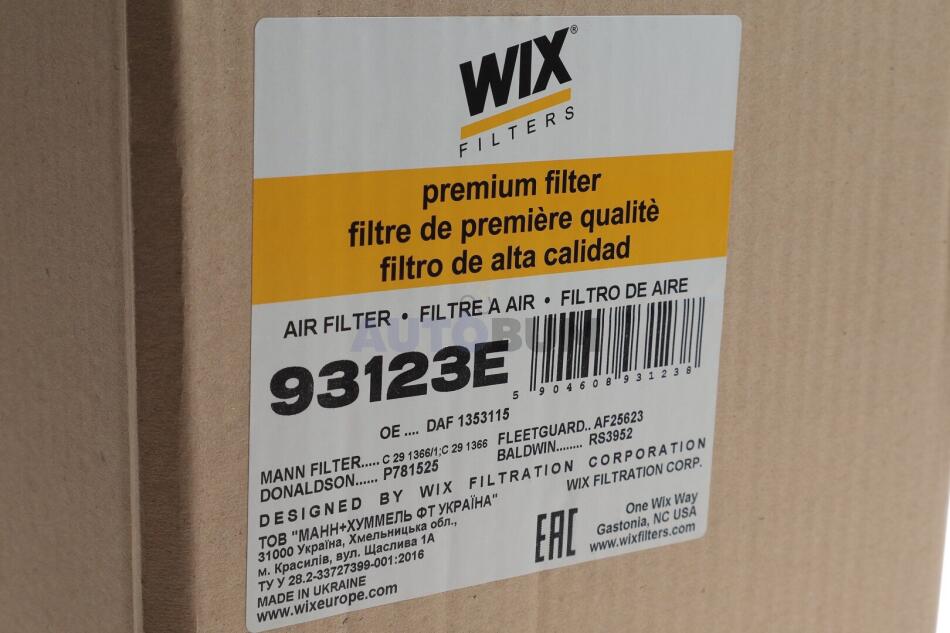 WIX®
FILTERS
premium filter
filtre de première qualitè
filtro de alta calidad
AIR FILTER • FILTRE A AIR • FILTRO DE AIRE
AUTOBUM
93123E
5 904608 931238
OE .... DAF 1353115
MANN FILTER..... C 29 1366/1;C 29 1366
FLEETGUARD.. AF25623
DONALDSON...... P781525
BALDWIN........ RS3952
DESIGNED BY WIX FILTRATION CORPORATION
WIX FILTRATION CORP.
ТОВ "МАНН+ХУММЕЛЬ ФТ УКРАЇНА"
31000 Україна, Хмельницька обл.,
м. Красилів, вул. Щаслива 1А
ТУ У 28.2-33727399-001:2016
MADE IN UKRAINE
www.wixeurope.com
EAC
One Wix Way
Gastonia, NC USA
www.wixfilters.com